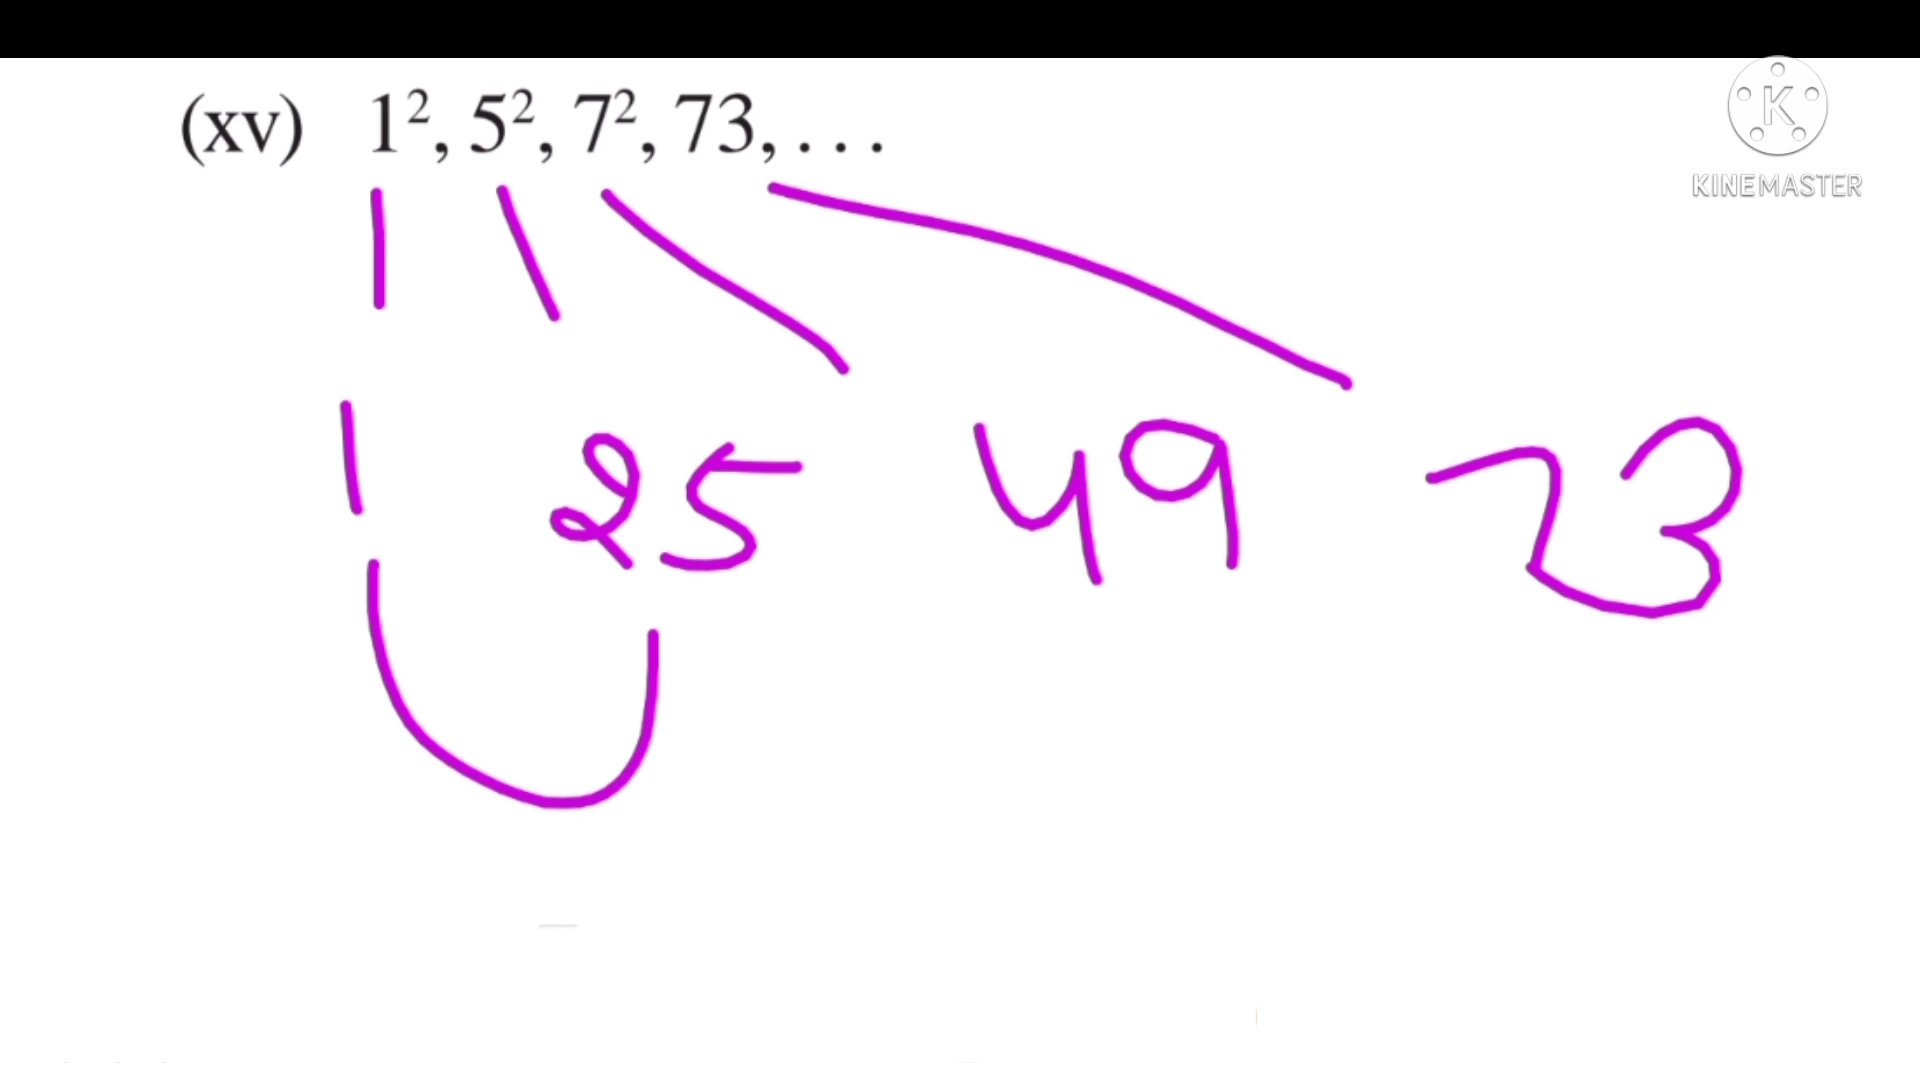 (xv) 1², 5², 7², 73, . . .
K
KINEMASTER
1 25 49 73